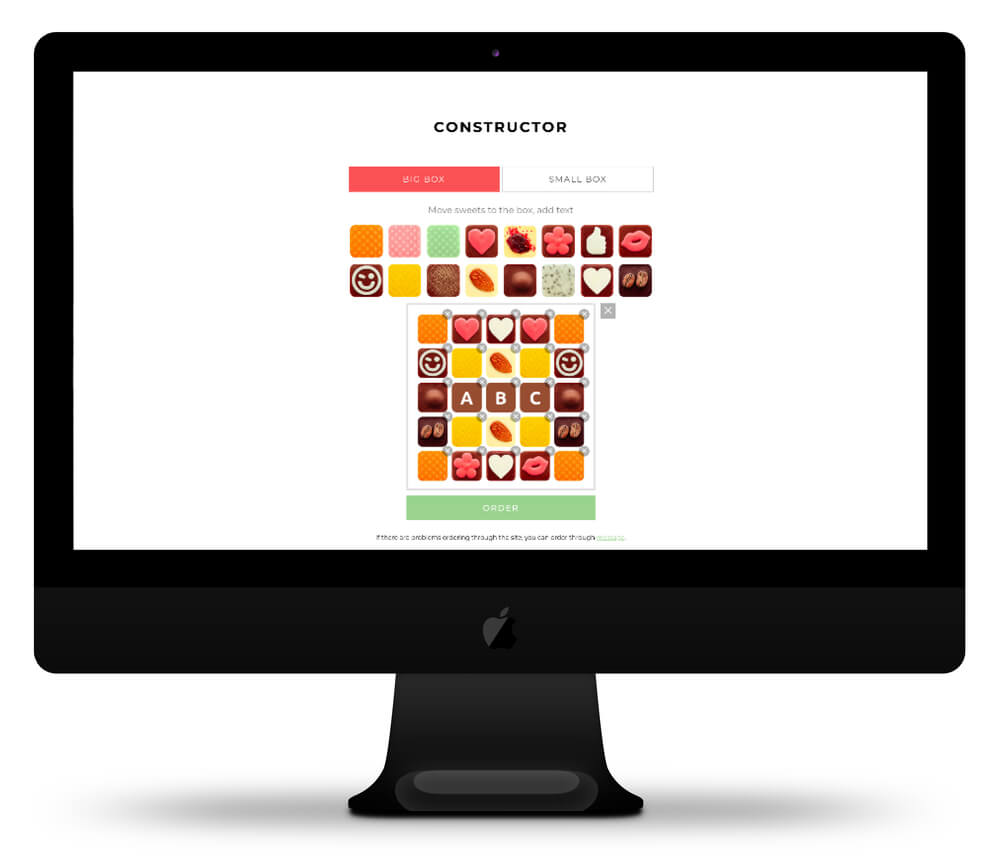 CONSTRUCTOR
BIG BOX
SMALL BOX
Move sweets to the box, add text
A B C
ORDER
If there are problems ordering through the site, you can order through message.